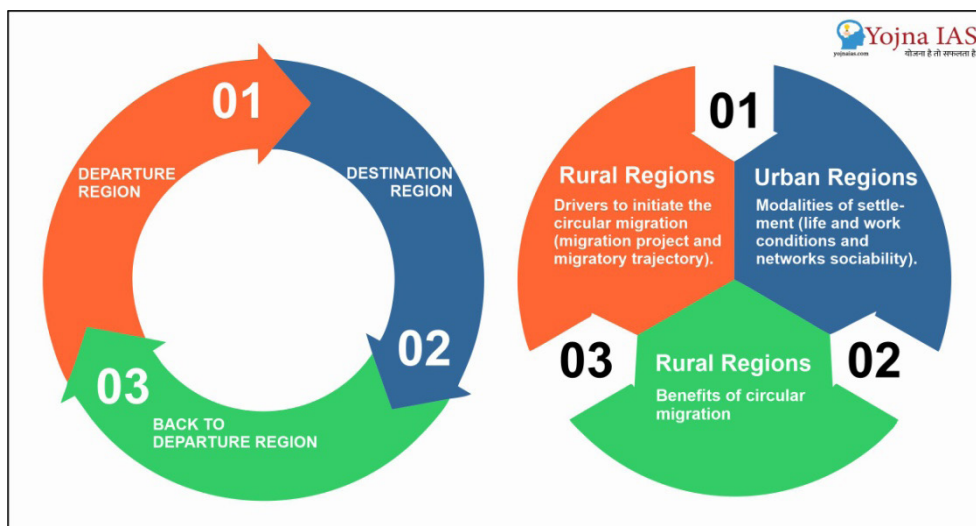 Yojna IAS
yojnaias.com
योजना है तो सफलता है
01
DEPARTURE
REGION
DESTINATION
REGION
02
03
BACK TO
DEPARTURE REGION
01
Rural Regions
Drivers to initiate the
circular migration
(migration project and
migratory trajectory).
Urban Regions
Modalities of settle-
ment (life and work
conditions and
networks sociability).
03
02
Rural Regions
Benefits of circular
migration